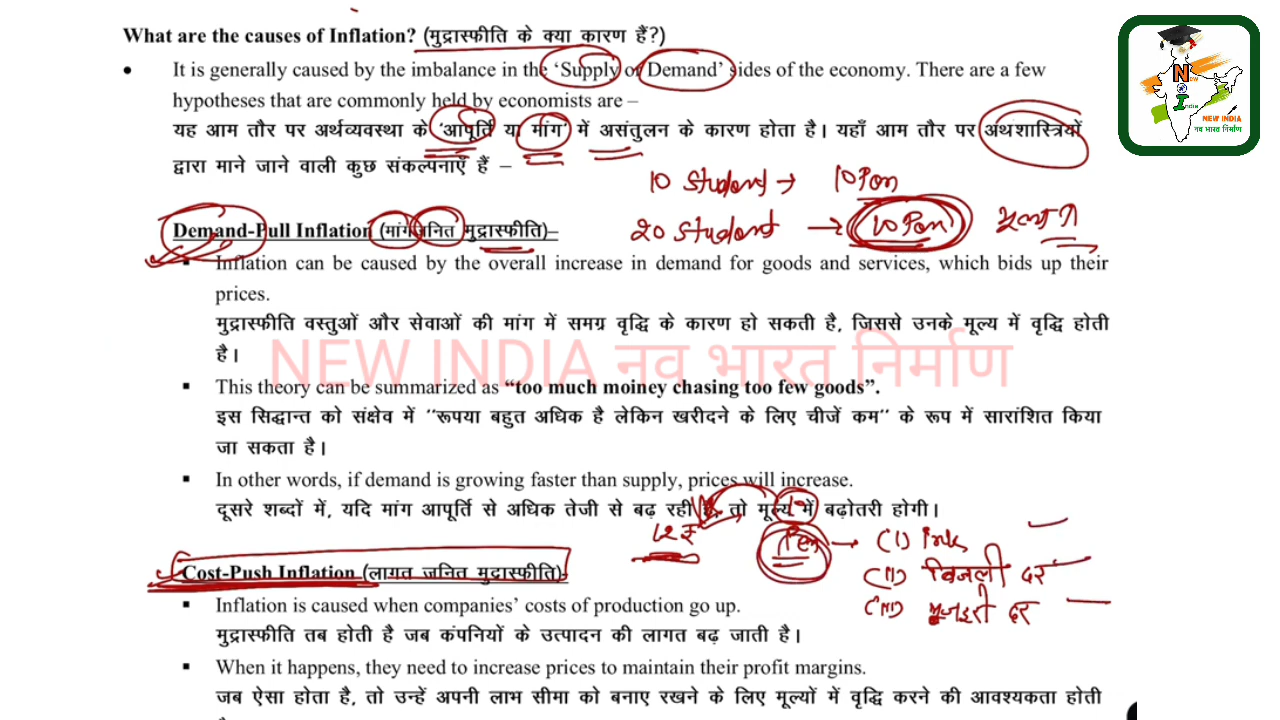 What are the causes of Inflation? (मुद्रास्फीति के क्या कारण हैं?)
• It is generally caused by the imbalance in the ‘Supply or Demand’ sides of the economy. There are a few
hypotheses that are commonly held by economists are –
यह आम तौर पर अर्थव्यवस्था के ‘आपूर्ति या मांग’ में असंतुलन के कारण होता है। यहाँ आम तौर पर अर्थशास्त्रियों
द्वारा माने जाने वाली कुछ संकल्पनाएँ हैं –
10 Student → 10 Pen
20 Student → 10 Pen मूल्य ↑
Demand-Pull Inflation (मांग जनित मुद्रास्फीति)–
▪ Inflation can be caused by the overall increase in demand for goods and services, which bids up their
prices.
मुद्रास्फीति वस्तुओं और सेवाओं की मांग में समग्र वृद्धि के कारण हो सकती है, जिससे उनके मूल्य में वृद्धि होती
है।
NEW INDIA नव भारत निर्माण
▪ This theory can be summarized as “too much moiney chasing too few goods”.
इस सिद्धान्त को संक्षेव में ‘‘रूपया बहुत अधिक है लेकिन खरीदने के लिए चीजें कम’’ के रूप में सारांशित किया
जा सकता है।
▪ In other words, if demand is growing faster than supply, prices will increase.
दूसरे शब्दों में, यदि मांग आपूर्ति से अधिक तेजी से बढ़ रही है, तो मूल्य में बढ़ोतरी होगी।
Pen — (I) Ink
(II) बिजली दर
(III) दर
Cost-Push Inflation (लागत जनित मुद्रास्फीति)-
▪ Inflation is caused when companies’ costs of production go up.
मुद्रास्फीति तब होती है जब कंपनियों के उत्पादन की लागत बढ़ जाती है।
▪ When it happens, they need to increase prices to maintain their profit margins.
जब ऐसा होता है, तो उन्हें अपनी लाभ सीमा को बनाए रखने के लिए मूल्यों में वृद्धि करने की आवश्यकता होती
New
India
NEW INDIA
नव भारत निर्माण